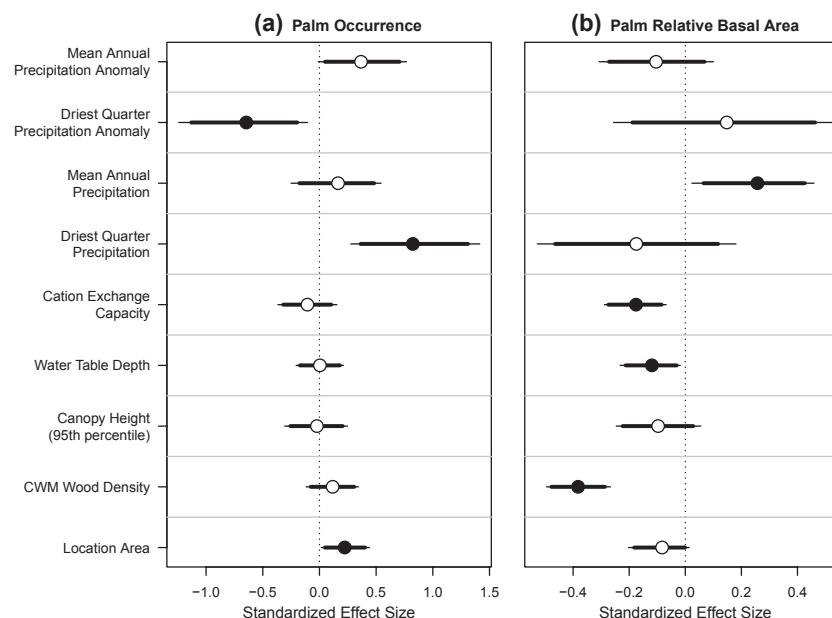 (a) Palm Occurrence
(b) Palm Relative Basal Area
Mean Annual
Precipitation Anomaly
Driest Quarter
Precipitation Anomaly
Mean Annual
Precipitation
Driest Quarter
Precipitation
Cation Exchange
Capacity
Water Table Depth
Canopy Height
(95th percentile)
CWM Wood Density
Location Area
−1.0 −0.5 0.0 0.5 1.0 1.5
Standardized Effect Size
−0.4 −0.2 0.0 0.2 0.4
Standardized Effect Size